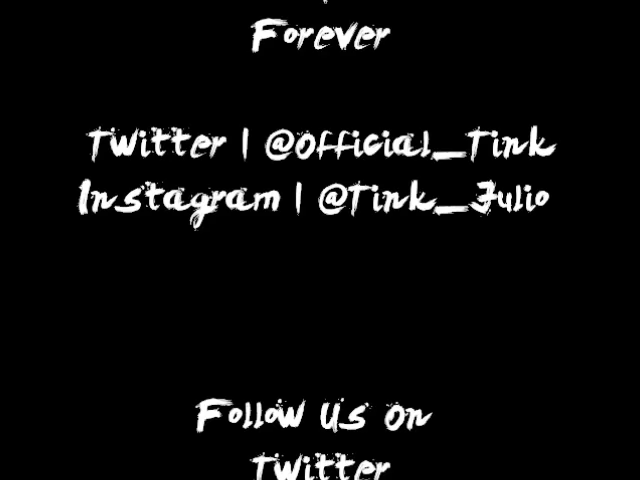 Forever
Twitter | @Official_Tink
Instagram | @Tink_Julio
Follow Us On
Twitter